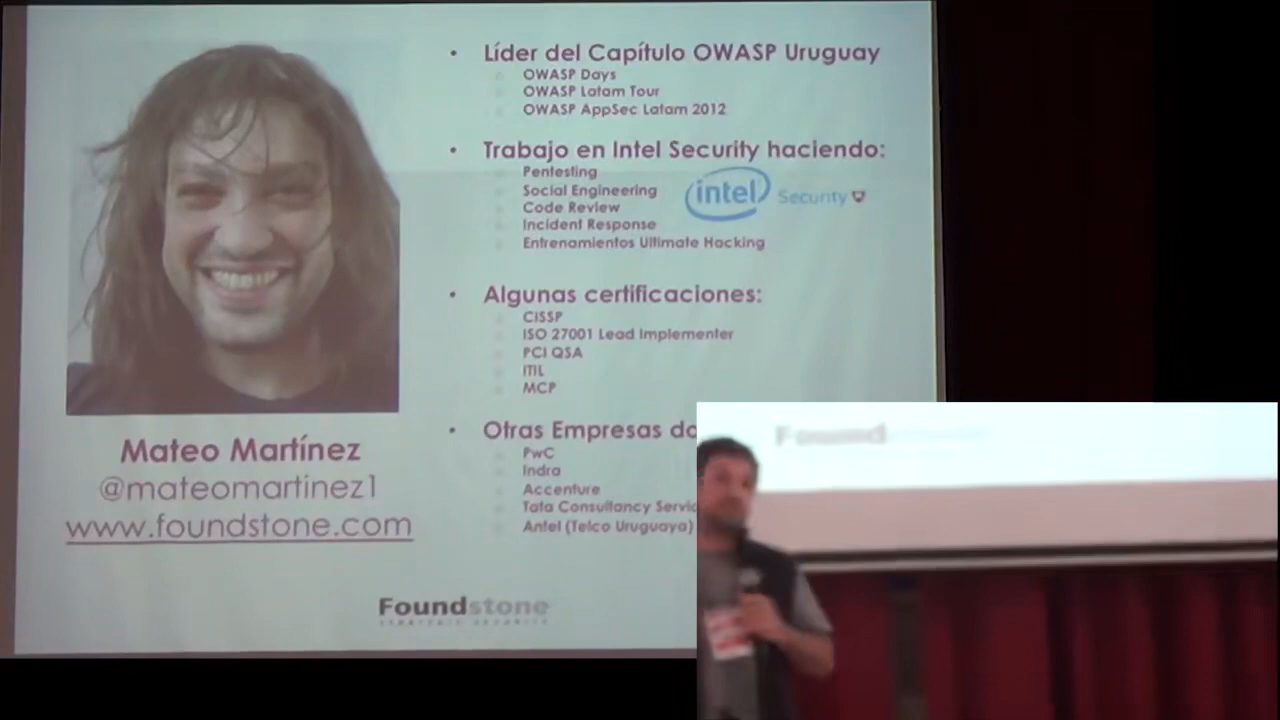 Líder del Capítulo OWASP Uruguay
OWASP Days
OWASP Latam Tour
OWASP AppSec Latam 2012
Trabajo en Intel Security haciendo:
Pentesting
Social Engineering
Code Review
Incident Response
Entrenamientos Ultimate Hacking
intel Security
Algunas certificaciones:
CISSP
ISO 27001 Lead Implementer
PCI QSA
ITIL
MCP
Otras Empresas do
PwC
Indra
Accenture
Tata Consultancy Servic
Antel (Telco Uruguaya)
Mateo Martínez
@mateomartinez1
www.foundstone.com
Foundstone